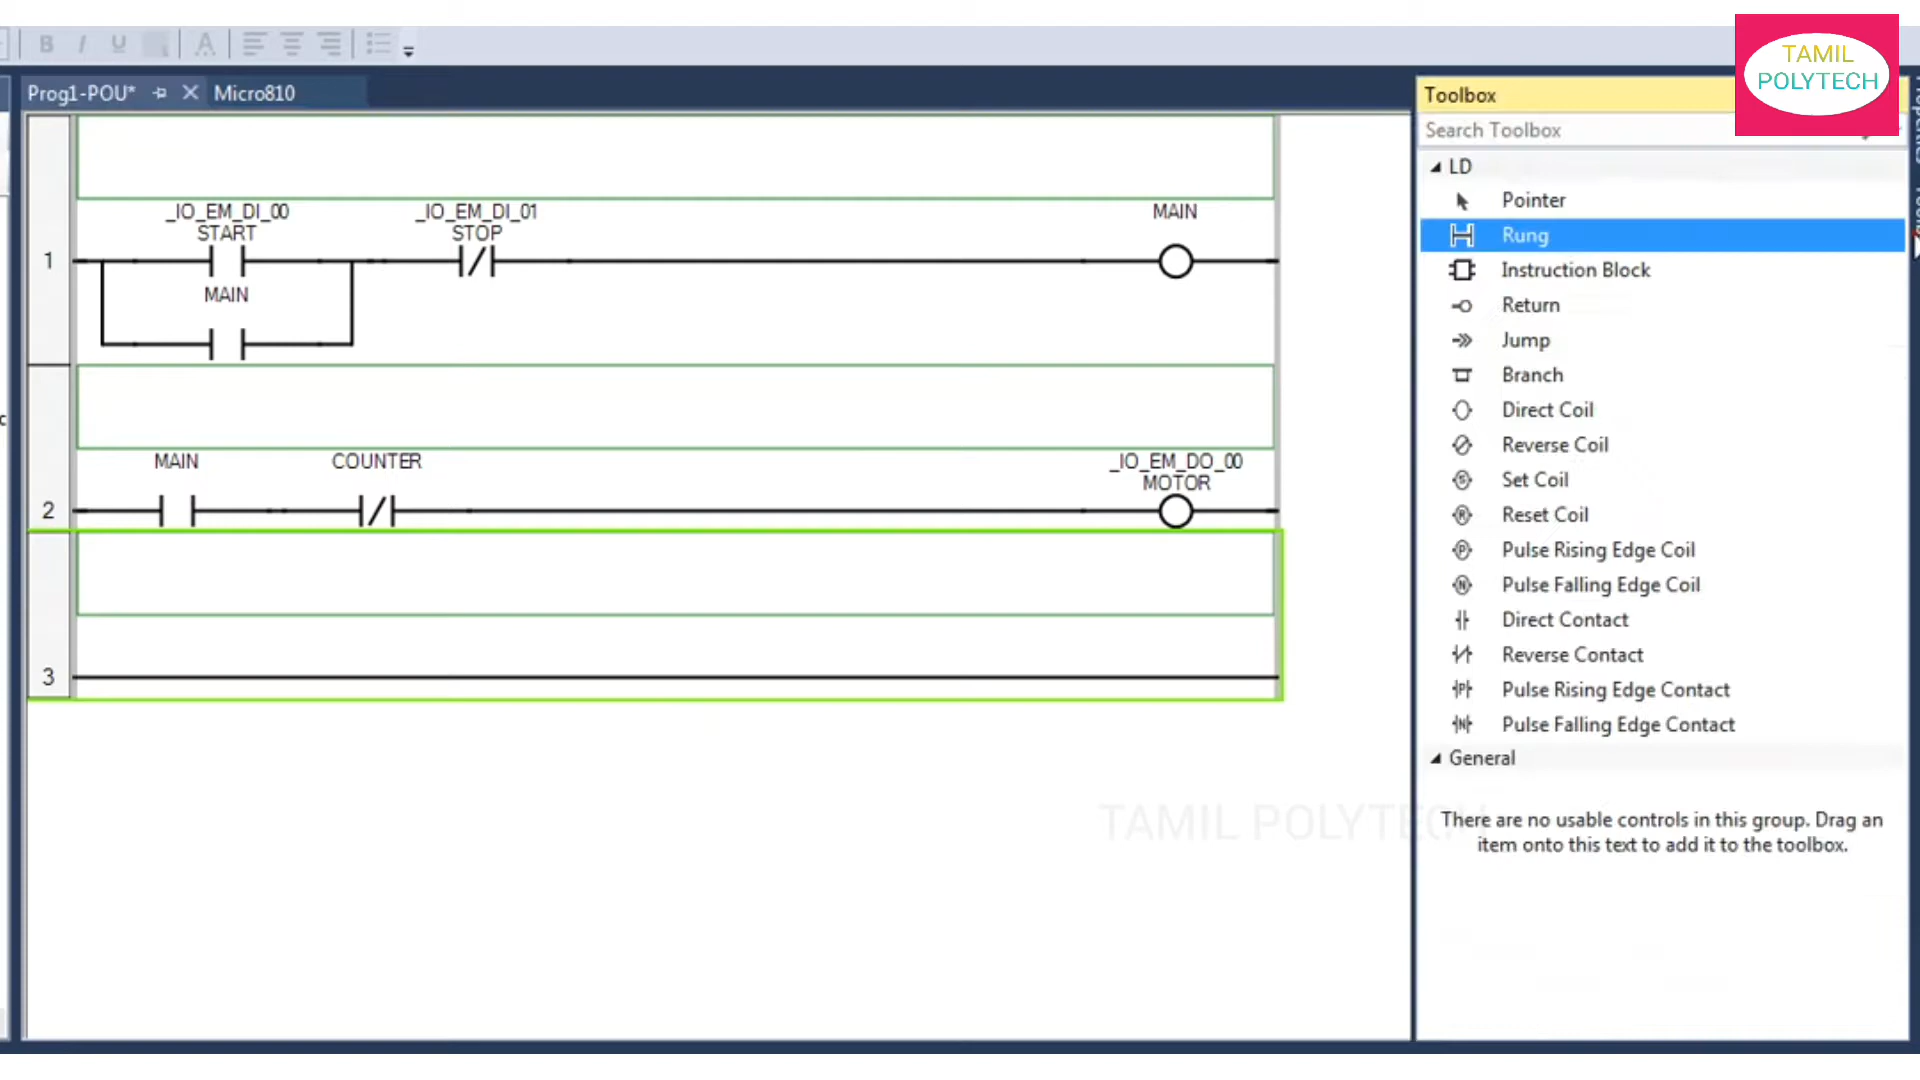 TAMIL
POLYTECH
B I U A
Prog1-POU* Micro810
Toolbox
Search Toolbox
LD
Pointer
Rung
Instruction Block
Return
Jump
Branch
Direct Coil
Reverse Coil
Set Coil
Reset Coil
Pulse Rising Edge Coil
Pulse Falling Edge Coil
Direct Contact
Reverse Contact
Pulse Rising Edge Contact
Pulse Falling Edge Contact
General
There are no usable controls in this group. Drag an
item onto this text to add it to the toolbox.
_IO_EM_DI_00 _IO_EM_DI_01 MAIN
START STOP
1
MAIN
MAIN COUNTER _IO_EM_DO_00
MOTOR
2
3
TAMIL POLYTECH